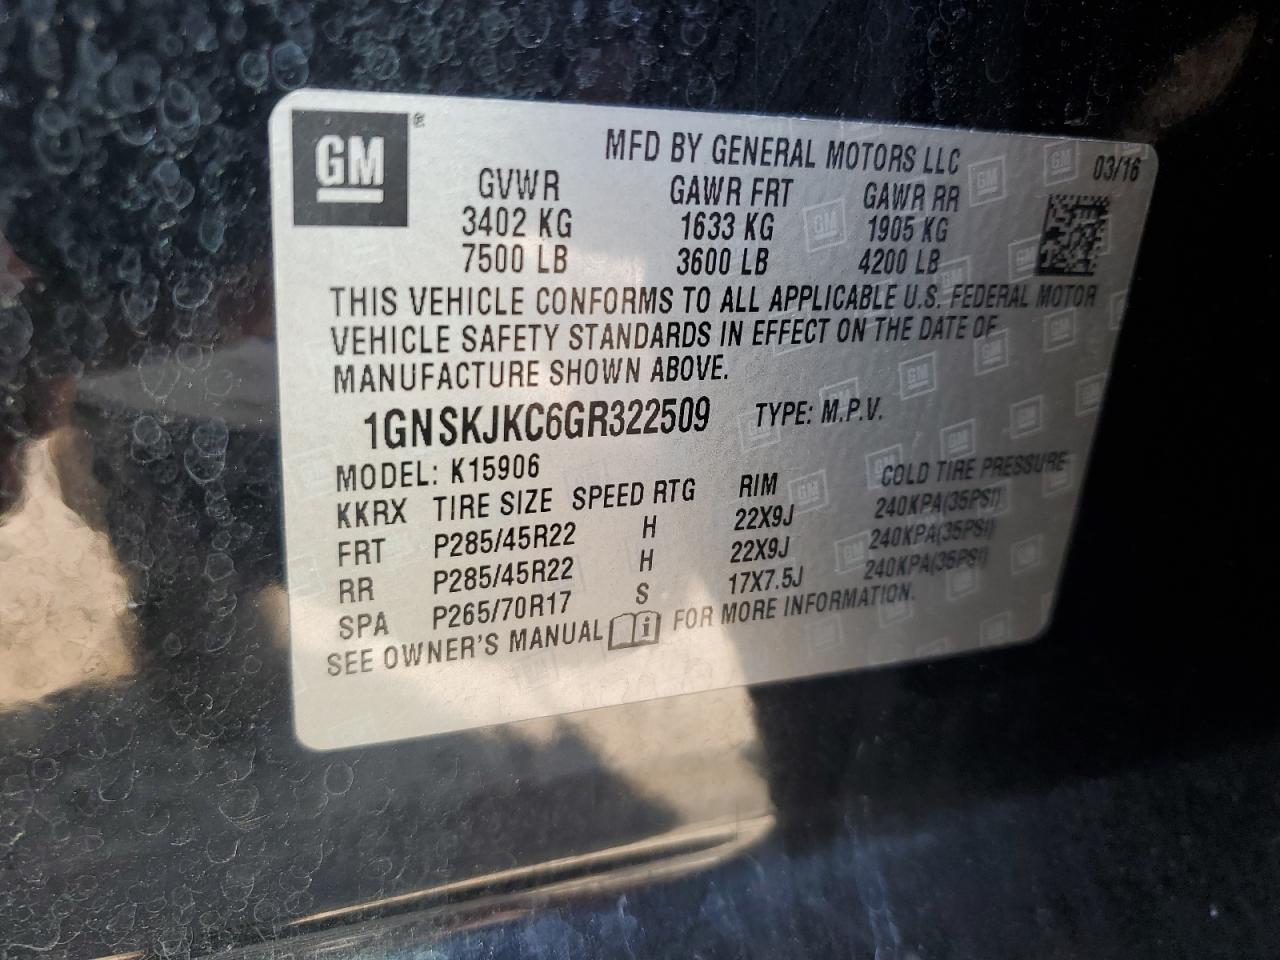 GM®
MFD BY GENERAL MOTORS LLC 03/16
GVWR GAWR FRT GAWR RR
3402 KG 1633 KG 1905 KG
7500 LB 3600 LB 4200 LB
THIS VEHICLE CONFORMS TO ALL APPLICABLE U.S. FEDERAL MOTOR
VEHICLE SAFETY STANDARDS IN EFFECT ON THE DATE OF
MANUFACTURE SHOWN ABOVE.
1GNSKJKC6GR322509 TYPE: M.P.V.
MODEL: K15906
KKRX TIRE SIZE SPEED RTG RIM COLD TIRE PRESSURE
FRT P285/45R22 H 22X9J 240KPA(35PSI)
RR P285/45R22 H 22X9J 240KPA(35PSI)
SPA P265/70R17 S 17X7.5J 240KPA(35PSI)
SEE OWNER'S MANUAL i FOR MORE INFORMATION.